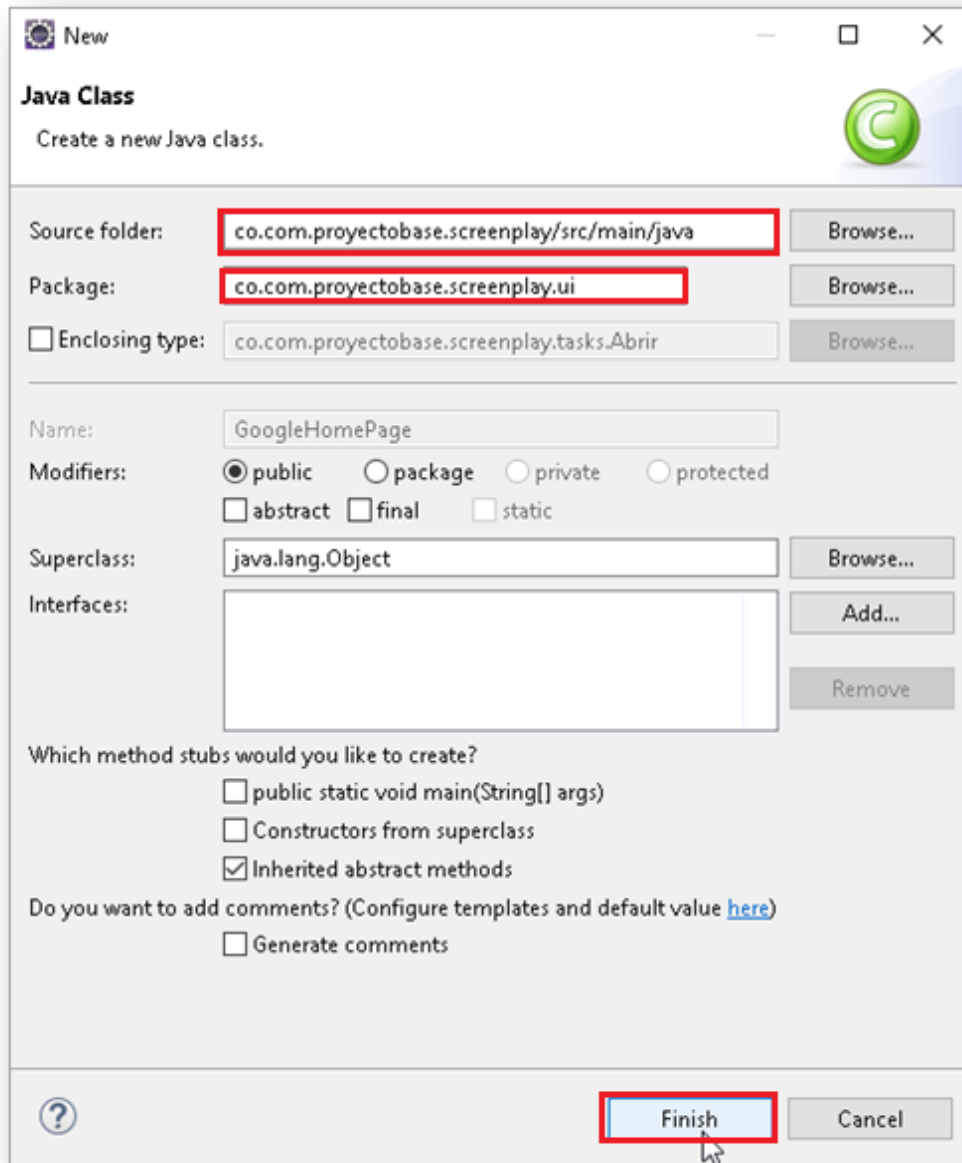 New
Java Class
Create a new Java class.
C
Source folder: co.com.proyectobase.screenplay/src/main/java Browse...
Package: co.com.proyectobase.screenplay.ui Browse...
Enclosing type: co.com.proyectobase.screenplay.tasks.Abrir Browse...
Name: GoogleHomePage
Modifiers: public package private protected
abstract final static
Superclass: java.lang.Object Browse...
Interfaces: Add...
Remove
Which method stubs would you like to create?
public static void main(String[] args)
Constructors from superclass
Inherited abstract methods
Do you want to add comments? (Configure templates and default value here)
Generate comments
? Finish Cancel